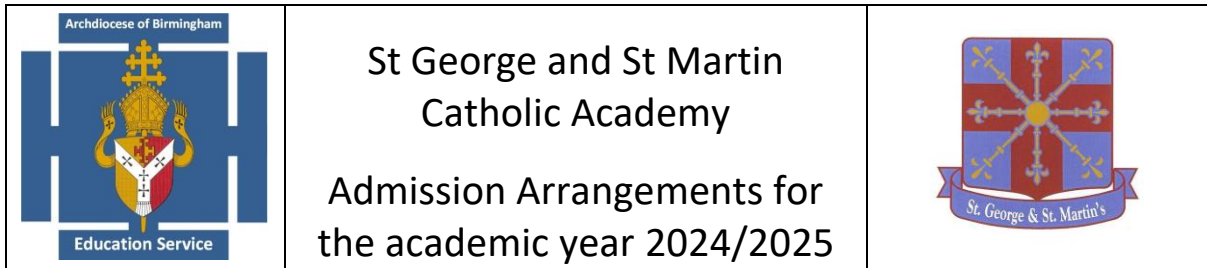 Archdiocese of Birmingham
Education Service
St George and St Martin
Catholic Academy
Admission Arrangements for
the academic year 2024/2025
St. George & St. Martin's